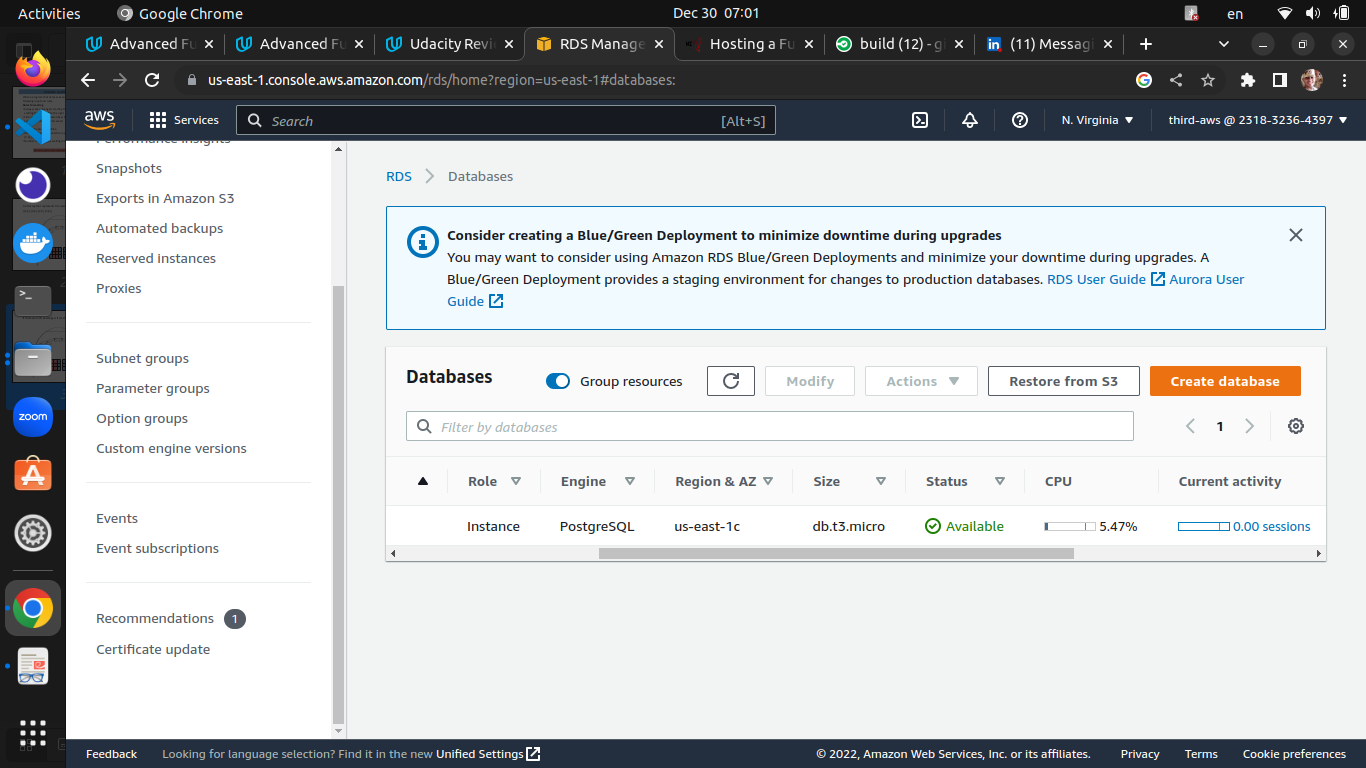 Activities
Google Chrome
Dec 30 07:01
en
Advanced Fu
Advanced Fu
Udacity Revi
RDS Manage
Hosting a Fu
build (12) - gi
(11) Messagi
us-east-1.console.aws.amazon.com/rds/home?region=us-east-1#databases:
aws
Services
Search
[Alt+S]
N. Virginia
third-aws @ 2318-3236-4397
Performance insights
Snapshots
Exports in Amazon S3
Automated backups
Reserved instances
Proxies
Subnet groups
Parameter groups
Option groups
Custom engine versions
Events
Event subscriptions
Recommendations 1
Certificate update
RDS
Databases
Consider creating a Blue/Green Deployment to minimize downtime during upgrades
You may want to consider using Amazon RDS Blue/Green Deployments and minimize your downtime during upgrades. A
Blue/Green Deployment provides a staging environment for changes to production databases. RDS User Guide Aurora User
Guide
Databases
Group resources
Modify
Actions
Restore from S3
Create database
Filter by databases
1
Role
Engine
Region & AZ
Size
Status
CPU
Current activity
Instance
PostgreSQL
us-east-1c
db.t3.micro
Available
5.47%
0.00 sessions
zoom
Feedback
Looking for language selection? Find it in the new Unified Settings
© 2022, Amazon Web Services, Inc. or its affiliates.
Privacy
Terms
Cookie preferences